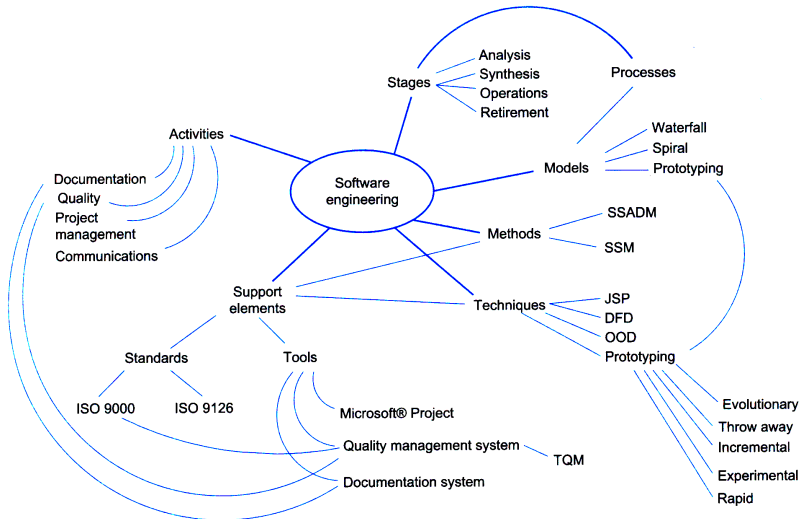 Analysis
Stages
Synthesis
Processes
Operations
Retirement
Activities
Waterfall
Spiral
Models
Prototyping
Software
engineering
Documentation
Quality
Project
management
Communications
SSADM
Methods
SSM
Support
elements
Techniques
JSP
DFD
OOD
Prototyping
Standards
Tools
ISO 9000
ISO 9126
Microsoft® Project
Evolutionary
Throw away
Incremental
Quality management system
TQM
Experimental
Documentation system
Rapid